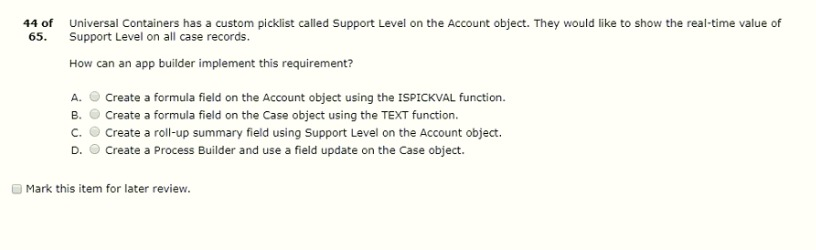 44 of Universal Containers has a custom picklist called Support Level on the Account object. They would like to show the real-time value of
65. Support Level on all case records.
How can an app builder implement this requirement?
A. Create a formula field on the Account object using the ISPICKVAL function.
B. Create a formula field on the Case object using the TEXT function.
C. Create a roll-up summary field using Support Level on the Account object.
D. Create a Process Builder and use a field update on the Case object.
Mark this item for later review.